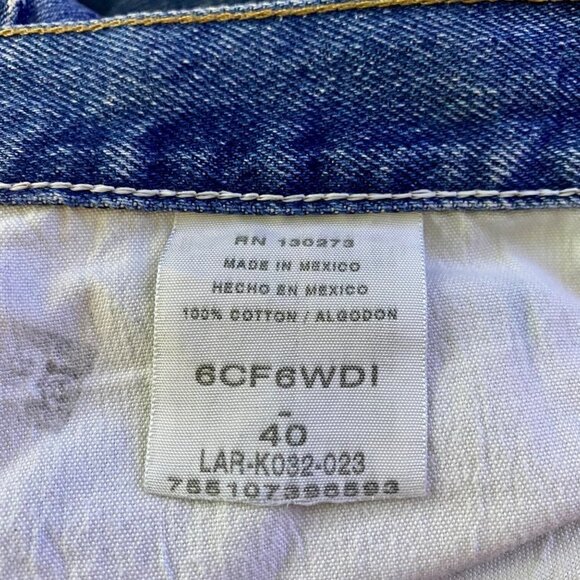 RN 130273
MADE IN MEXICO
HECHO EN MEXICO
100% COTTON / ALGODON
6CF6WDI
-
40
LAR-K032-023
755107396593